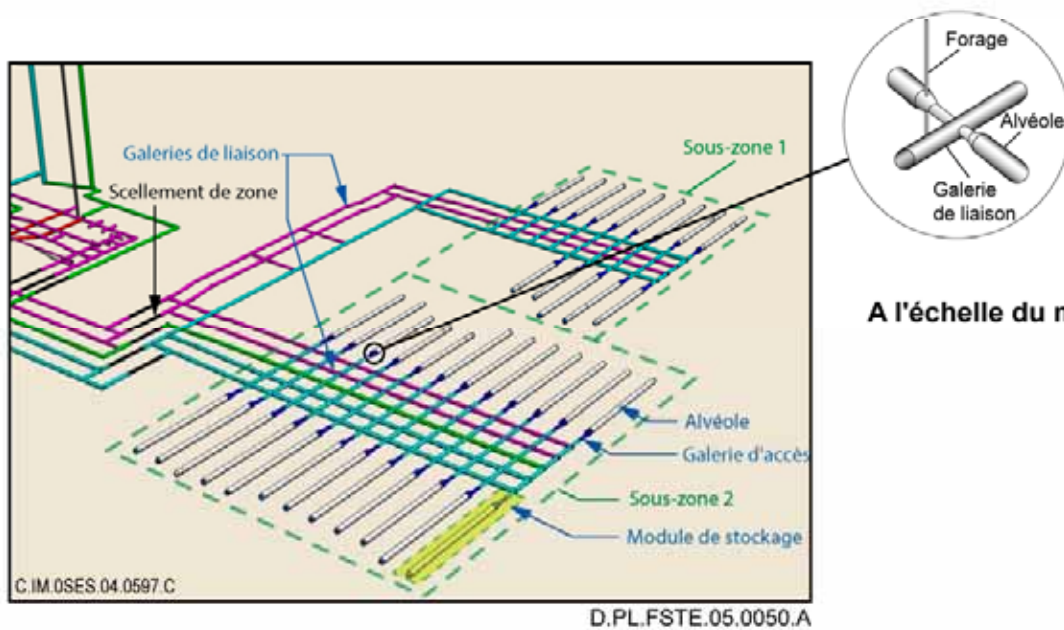 Forage
Alvéole
Galerie
de liaison
Galeries de liaison
Sous-zone 1
Scellement de zone
A l'échelle du
Alvéole
Galerie d'accès
Sous-zone 2
Module de stockage
C.IM.0SES.04.0597.C
D.PL.FSTE.05.0050.A